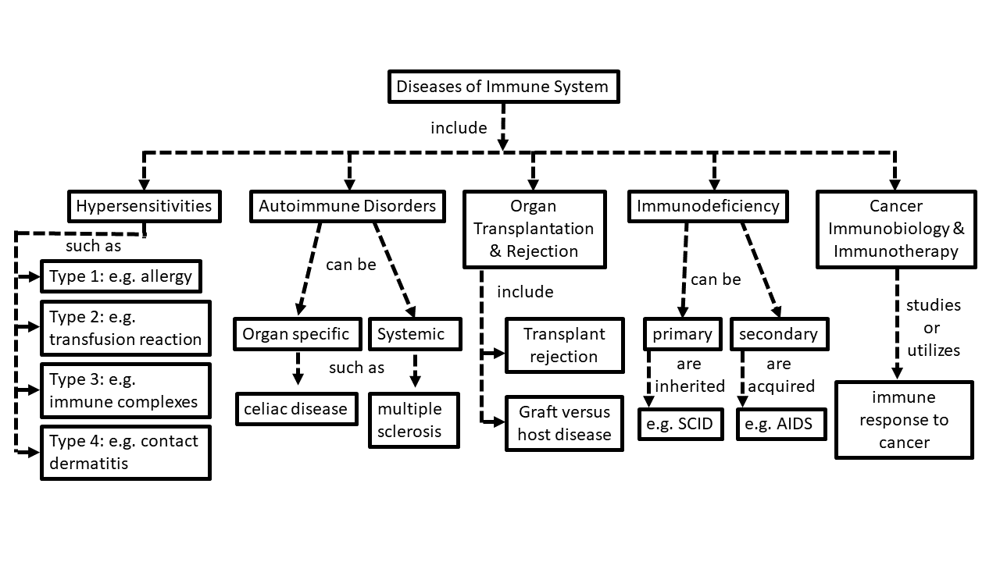 Diseases of Immune System
include
Hypersensitivities
such as
Type 1: e.g. allergy
Type 2: e.g.
transfusion reaction
Type 3: e.g.
immune complexes
Type 4: e.g. contact
dermatitis
Autoimmune Disorders
can be
Organ specific
Systemic
such as
celiac disease
multiple
sclerosis
Organ
Transplantation
& Rejection
include
Transplant
rejection
Graft versus
host disease
Immunodeficiency
can be
primary
secondary
are
inherited
are
acquired
e.g. SCID
e.g. AIDS
Cancer
Immunobiology &
Immunotherapy
studies
or
utilizes
immune
response to
cancer